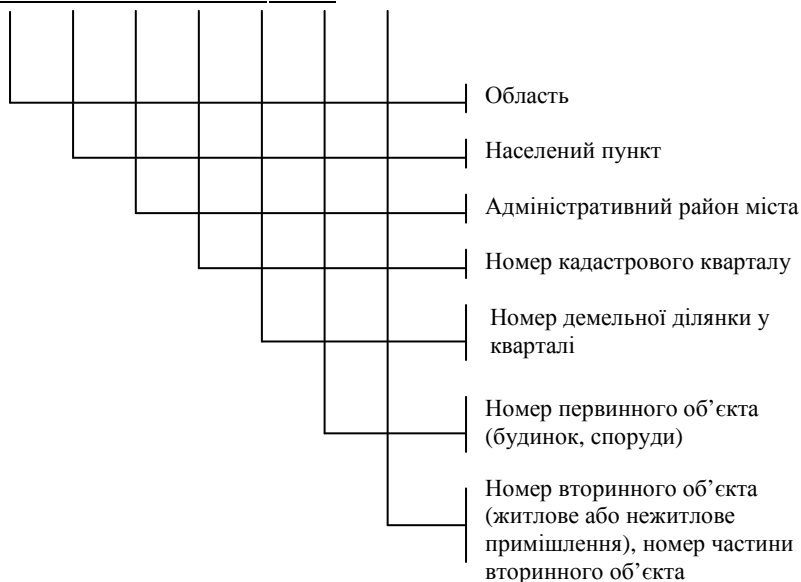 Область
Населений пункт
Адміністративний район міста
Номер кадастрового кварталу
Номер демельної ділянки у
кварталі
Номер первинного об’єкта
(будинок, споруди)
Номер вторинного об’єкта
(житлове або нежитлове
примішлення), номер частини
вторинного об’єкта